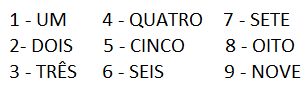 1 - UM 4 - QUATRO 7 - SETE
2- DOIS 5 - CINCO 8 - OITO
3 - TRÊS 6 - SEIS 9 - NOVE